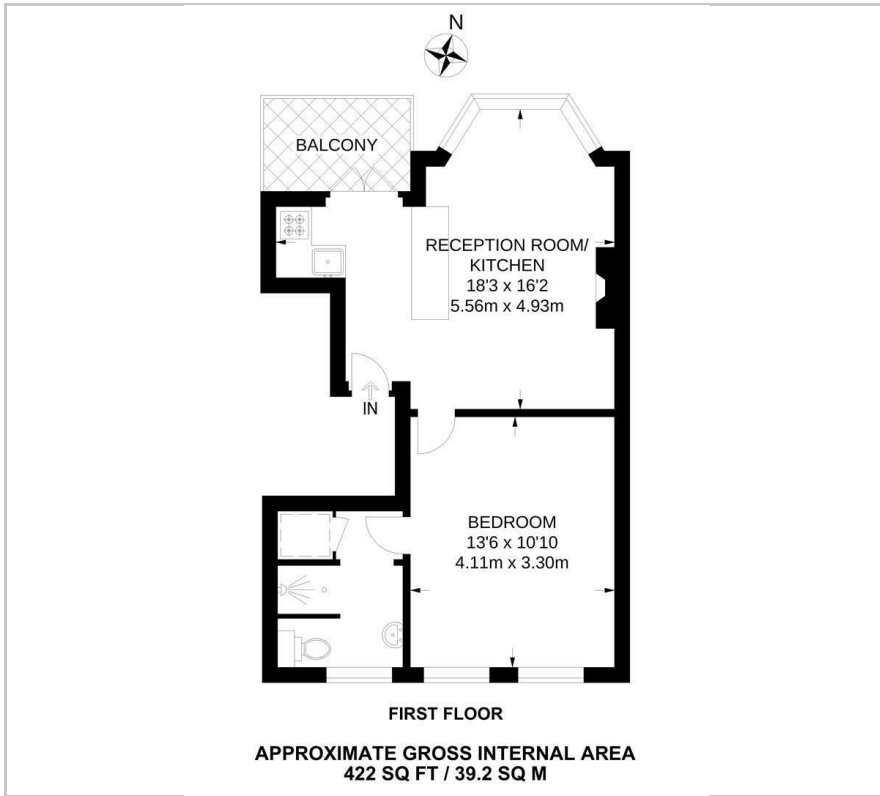 N
BALCONY
RECEPTION ROOM/
KITCHEN
18'3 x 16'2
5.56m x 4.93m
IN
BEDROOM
13'6 x 10'10
4.11m x 3.30m
FIRST FLOOR
APPROXIMATE GROSS INTERNAL AREA
422 SQ FT / 39.2 SQ M